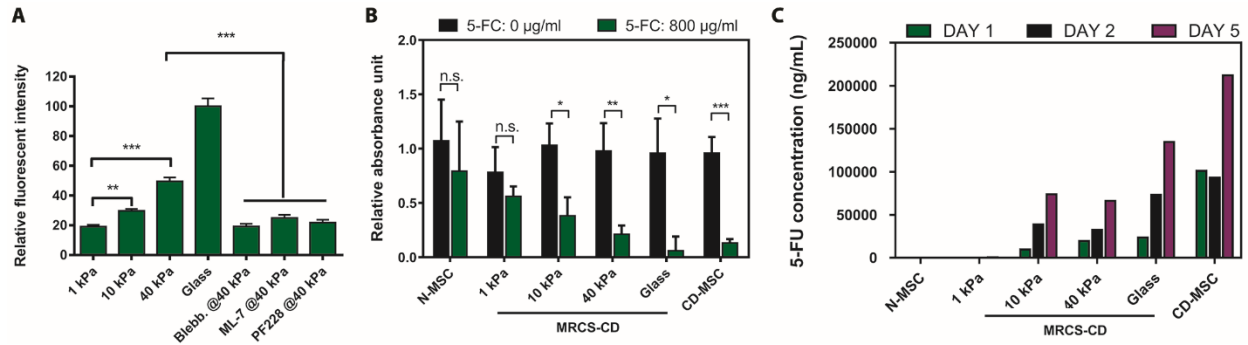 A
Relative fluorescent intensity
120
100
80
60
40
20
0
***
***
**
1 kPa
10 kPa
40 kPa
Glass
Blebb. @40 kPa
ML-7 @40 kPa
PF228 @40 kPa
B
5-FC: 0 µg/ml
5-FC: 800 µg/ml
Relative absorbance unit
2.0
1.5
1.0
0.5
0.0
n.s.
n.s.
*
**
*
***
N-MSC
1 kPa
10 kPa
40 kPa
Glass
CD-MSC
MRCS-CD
C
DAY 1
DAY 2
DAY 5
5-FU concentration (ng/mL)
250000
200000
150000
100000
50000
0
N-MSC
1 kPa
10 kPa
40 kPa
Glass
CD-MSC
MRCS-CD